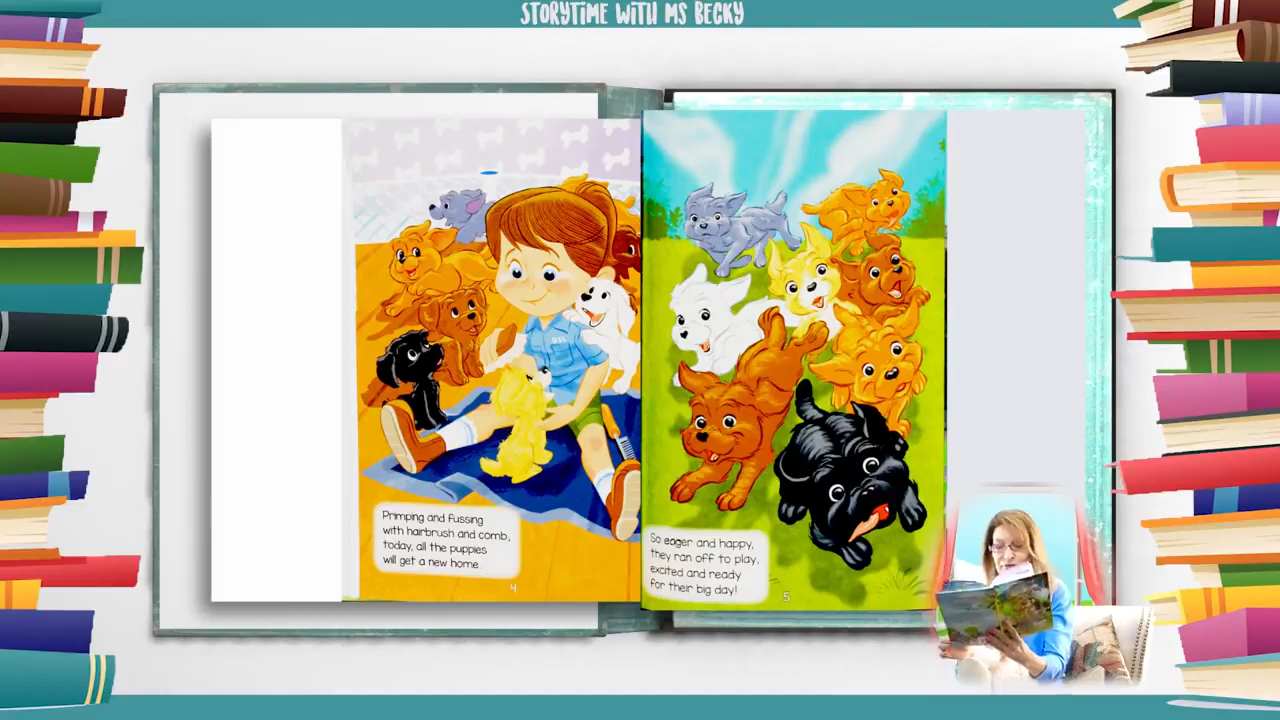 STORYTIME WITH MS BECKY
Primping and fussing
with hairbrush and comb,
today, all the puppies
will get a new home.
4
So eager and happy,
they ran off to play,
excited and ready
for their big day!
5